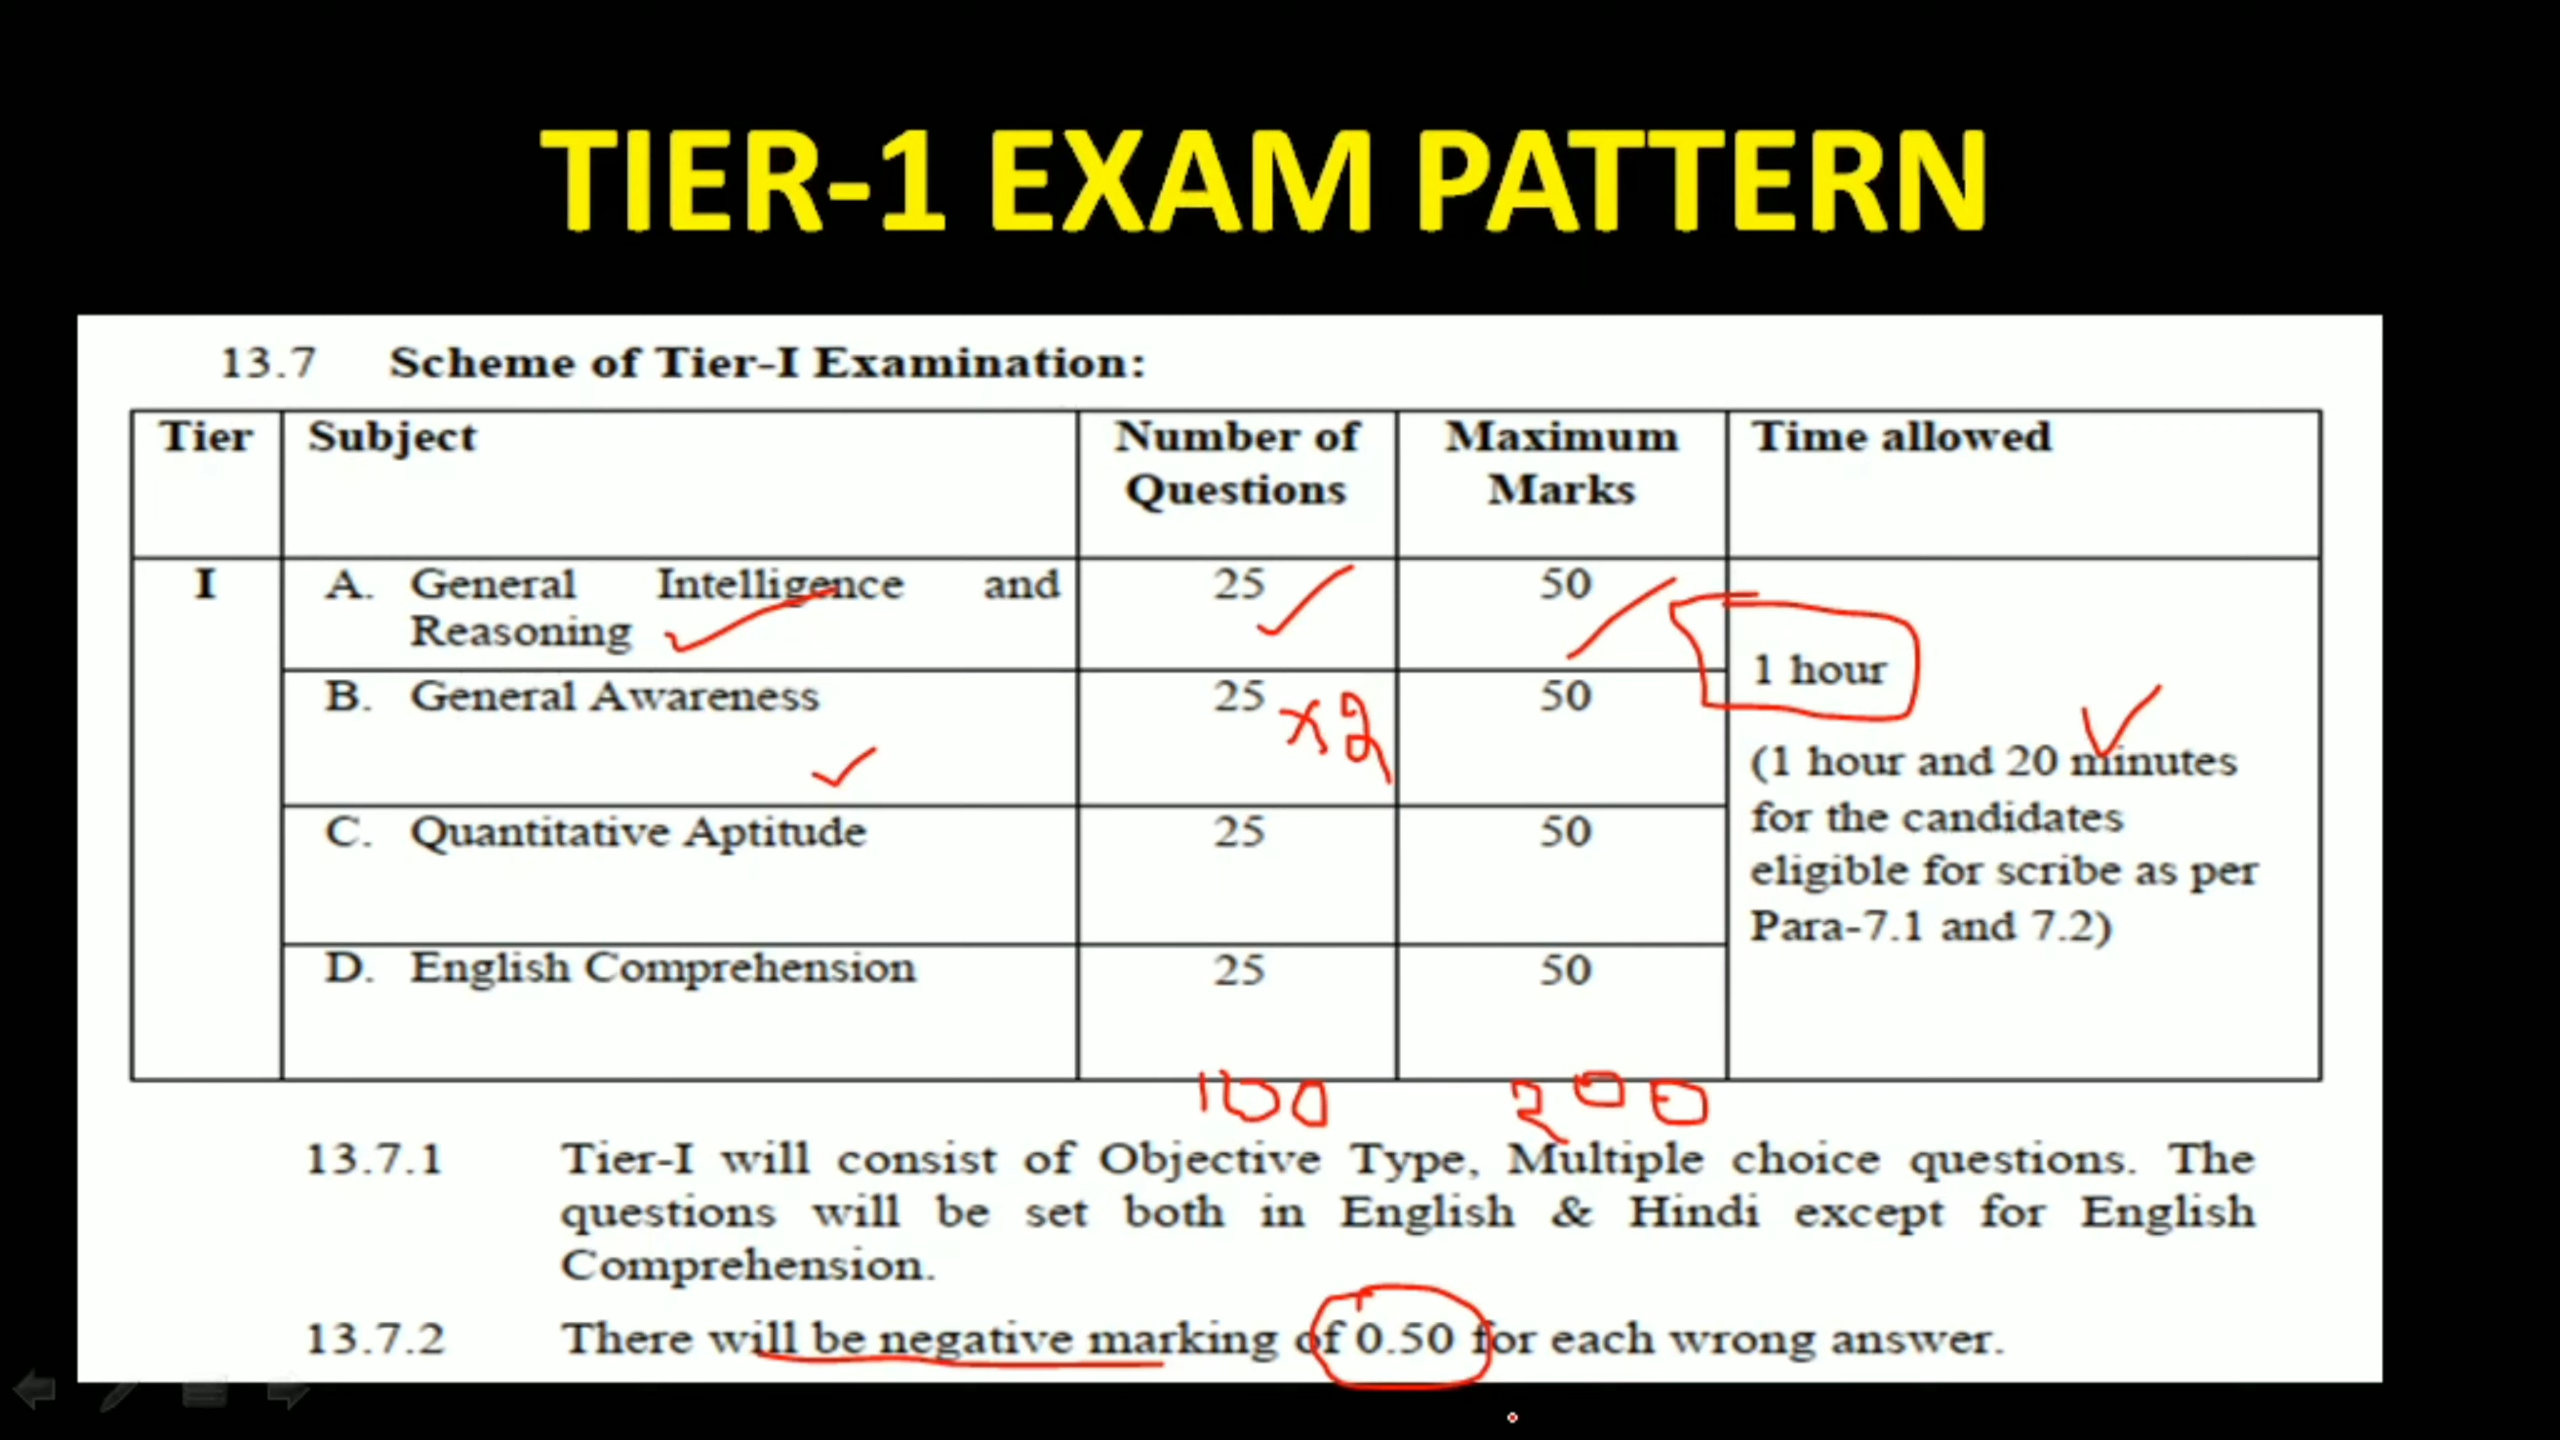 TIER-1 EXAM PATTERN
13.7 Scheme of Tier-I Examination:
Tier Subject Number of Questions Maximum Marks Time allowed
I A. General Intelligence and Reasoning 25 50
1 hour
B. General Awareness 25 ×2 50
(1 hour and 20 minutes
for the candidates
eligible for scribe as per
Para-7.1 and 7.2)
C. Quantitative Aptitude 25 50
D. English Comprehension 25 50
100 200
13.7.1 Tier-I will consist of Objective Type, Multiple choice questions. The
questions will be set both in English & Hindi except for English
Comprehension.
13.7.2 There will be negative marking of 0.50 for each wrong answer.